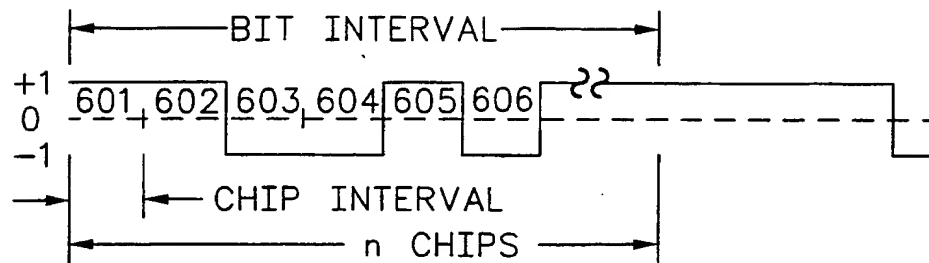 BIT INTERVAL
+1
601 602 603 604 605 606
0
-1
CHIP INTERVAL
n CHIPS